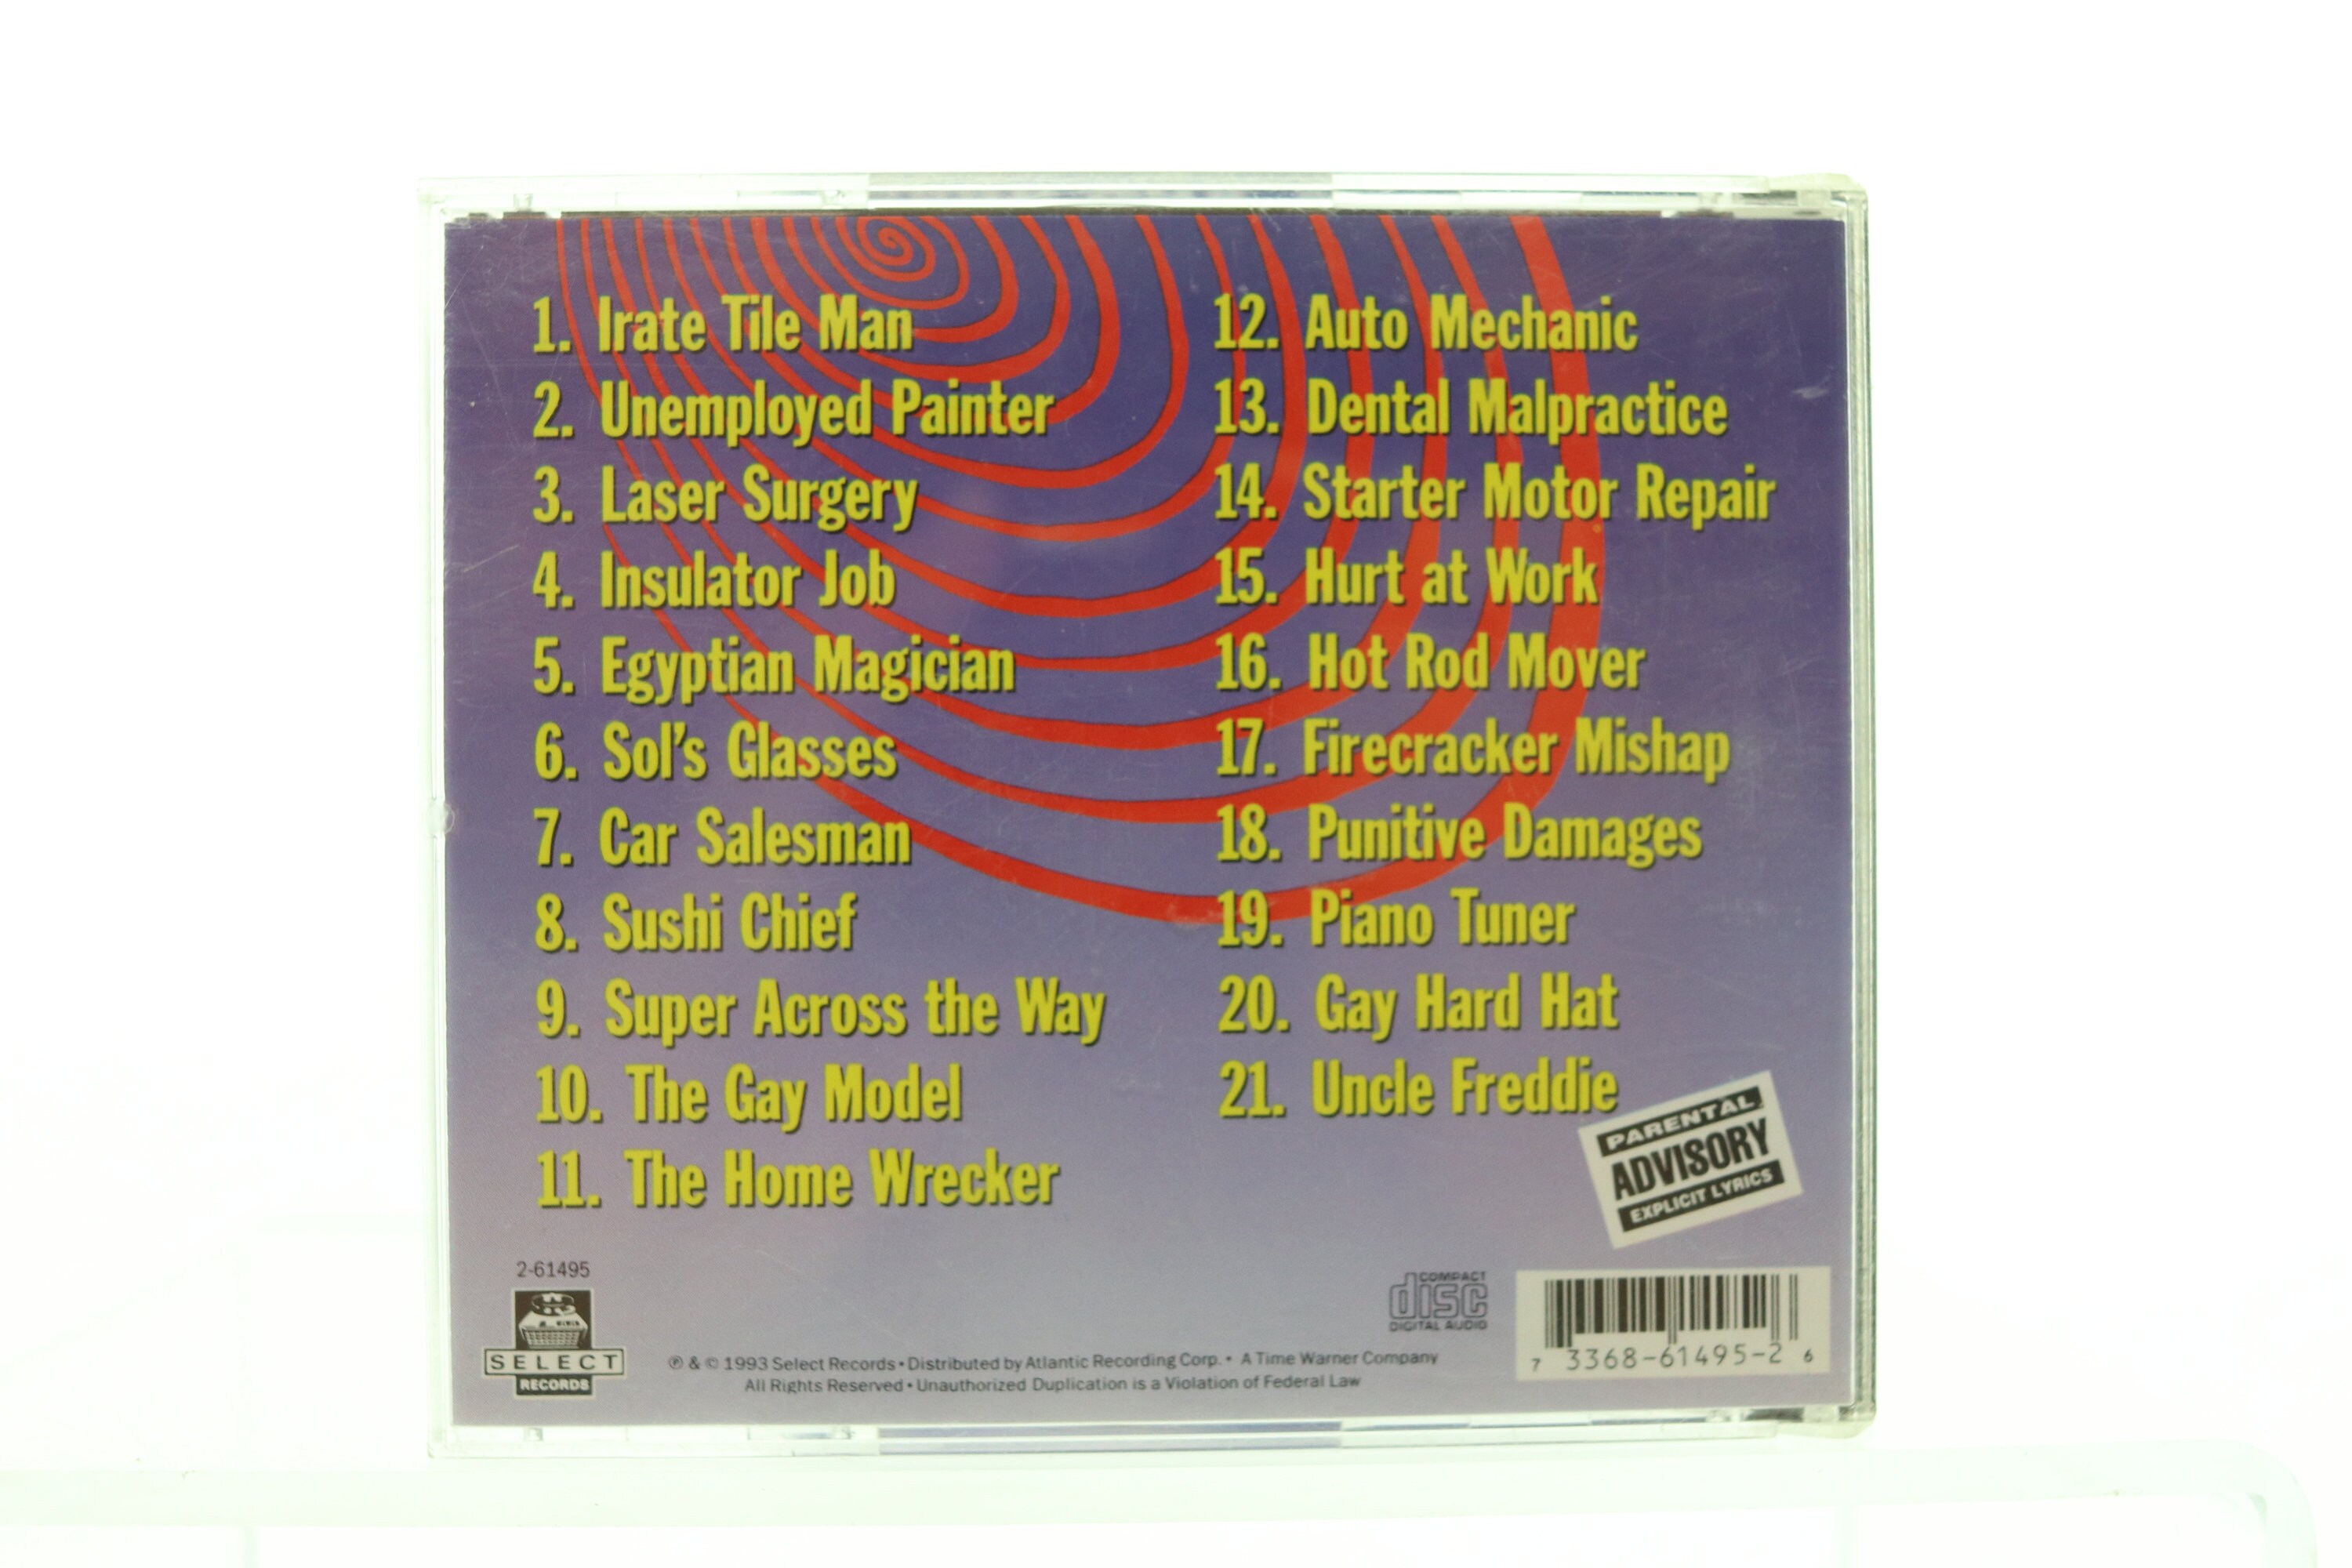 1. Irate Tile Man
2. Unemployed Painter
3. Laser Surgery
4. Insulator Job
5. Egyptian Magician
6. Sol's Glasses
7. Car Salesman
8. Sushi Chief
9. Super Across the Way
10. The Gay Model
11. The Home Wrecker
12. Auto Mechanic
13. Dental Malpractice
14. Starter Motor Repair
15. Hurt at Work
16. Hot Rod Mover
17. Firecracker Mishap
18. Punitive Damages
19. Piano Tuner
20. Gay Hard Hat
21. Uncle Freddie
PARENTAL
ADVISORY
EXPLICIT LYRICS
2-61495
SELECT
RECORDS
℗ & © 1993 Select Records • Distributed by Atlantic Recording Corp. • A Time Warner Company
All Rights Reserved • Unauthorized Duplication is a Violation of Federal Law
COMPACT
disc
DIGITAL AUDIO
7 3368-61495-2 6